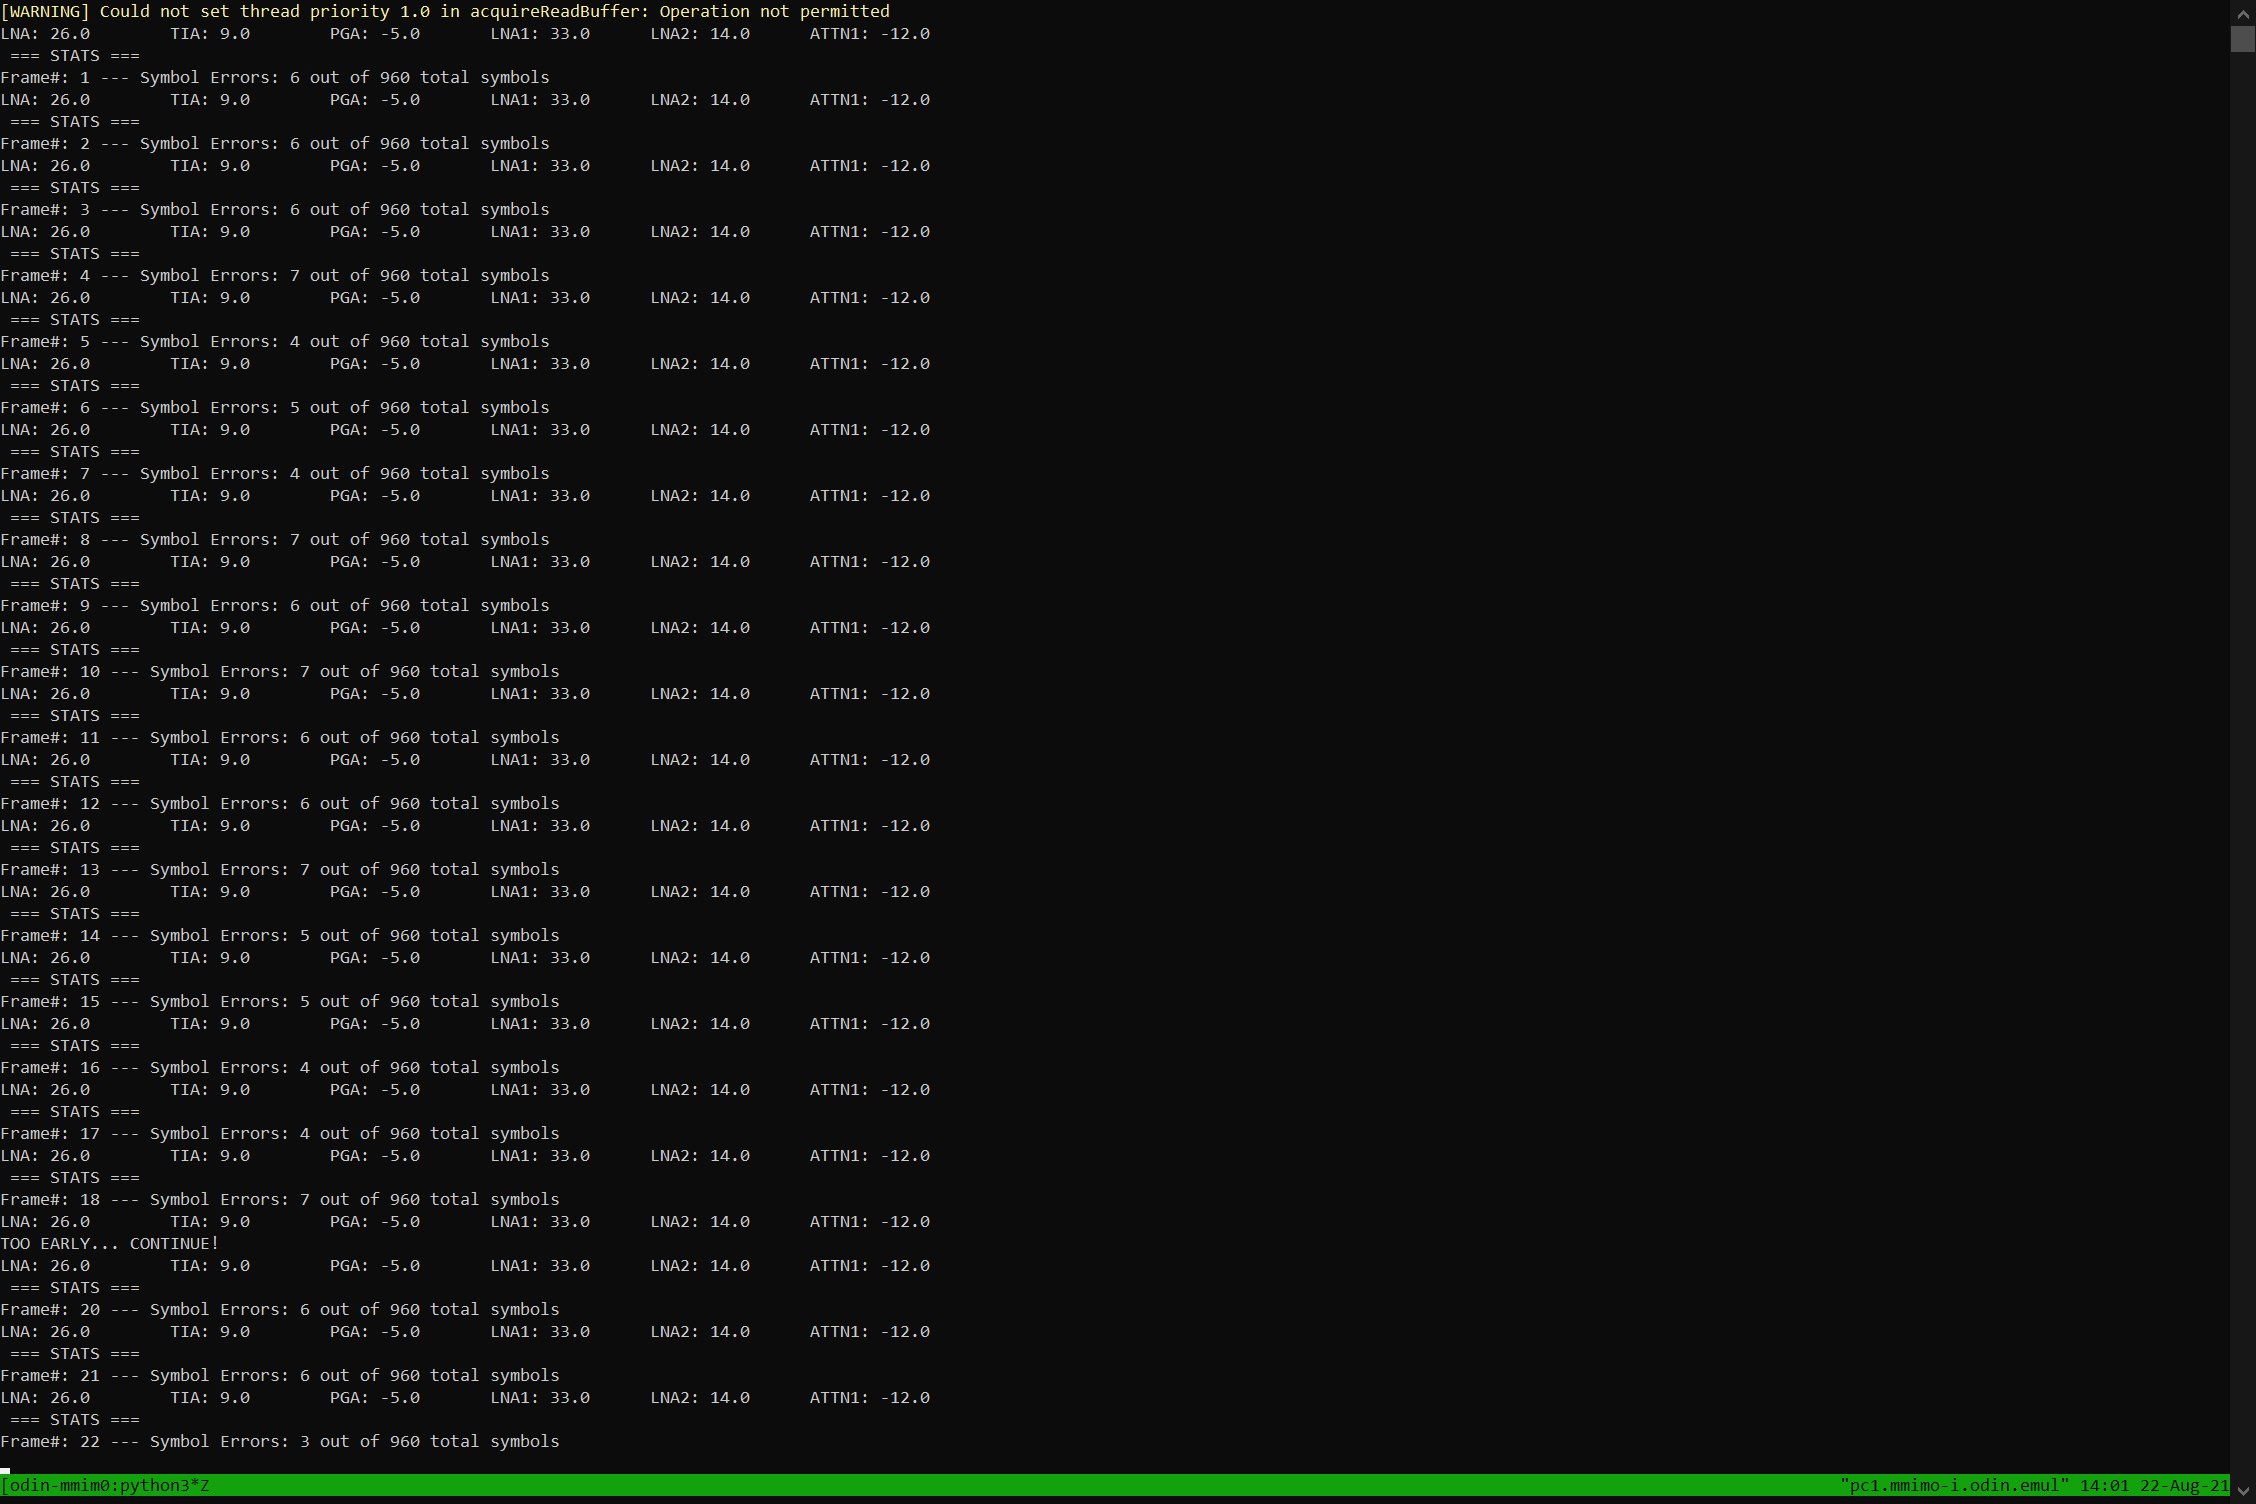 [WARNING] Could not set thread priority 1.0 in acquireReadBuffer: Operation not permitted
LNA: 26.0        TIA: 9.0        PGA: -5.0       LNA1: 33.0      LNA2: 14.0      ATTN1: -12.0
 === STATS ===
Frame#: 1 --- Symbol Errors: 6 out of 960 total symbols
LNA: 26.0        TIA: 9.0        PGA: -5.0       LNA1: 33.0      LNA2: 14.0      ATTN1: -12.0
 === STATS ===
Frame#: 2 --- Symbol Errors: 6 out of 960 total symbols
LNA: 26.0        TIA: 9.0        PGA: -5.0       LNA1: 33.0      LNA2: 14.0      ATTN1: -12.0
 === STATS ===
Frame#: 3 --- Symbol Errors: 6 out of 960 total symbols
LNA: 26.0        TIA: 9.0        PGA: -5.0       LNA1: 33.0      LNA2: 14.0      ATTN1: -12.0
 === STATS ===
Frame#: 4 --- Symbol Errors: 7 out of 960 total symbols
LNA: 26.0        TIA: 9.0        PGA: -5.0       LNA1: 33.0      LNA2: 14.0      ATTN1: -12.0
 === STATS ===
Frame#: 5 --- Symbol Errors: 4 out of 960 total symbols
LNA: 26.0        TIA: 9.0        PGA: -5.0       LNA1: 33.0      LNA2: 14.0      ATTN1: -12.0
 === STATS ===
Frame#: 6 --- Symbol Errors: 5 out of 960 total symbols
LNA: 26.0        TIA: 9.0        PGA: -5.0       LNA1: 33.0      LNA2: 14.0      ATTN1: -12.0
 === STATS ===
Frame#: 7 --- Symbol Errors: 4 out of 960 total symbols
LNA: 26.0        TIA: 9.0        PGA: -5.0       LNA1: 33.0      LNA2: 14.0      ATTN1: -12.0
 === STATS ===
Frame#: 8 --- Symbol Errors: 7 out of 960 total symbols
LNA: 26.0        TIA: 9.0        PGA: -5.0       LNA1: 33.0      LNA2: 14.0      ATTN1: -12.0
 === STATS ===
Frame#: 9 --- Symbol Errors: 6 out of 960 total symbols
LNA: 26.0        TIA: 9.0        PGA: -5.0       LNA1: 33.0      LNA2: 14.0      ATTN1: -12.0
 === STATS ===
Frame#: 10 --- Symbol Errors: 7 out of 960 total symbols
LNA: 26.0        TIA: 9.0        PGA: -5.0       LNA1: 33.0      LNA2: 14.0      ATTN1: -12.0
 === STATS ===
Frame#: 11 --- Symbol Errors: 6 out of 960 total symbols
LNA: 26.0        TIA: 9.0        PGA: -5.0       LNA1: 33.0      LNA2: 14.0      ATTN1: -12.0
 === STATS ===
Frame#: 12 --- Symbol Errors: 6 out of 960 total symbols
LNA: 26.0        TIA: 9.0        PGA: -5.0       LNA1: 33.0      LNA2: 14.0      ATTN1: -12.0
 === STATS ===
Frame#: 13 --- Symbol Errors: 7 out of 960 total symbols
LNA: 26.0        TIA: 9.0        PGA: -5.0       LNA1: 33.0      LNA2: 14.0      ATTN1: -12.0
 === STATS ===
Frame#: 14 --- Symbol Errors: 5 out of 960 total symbols
LNA: 26.0        TIA: 9.0        PGA: -5.0       LNA1: 33.0      LNA2: 14.0      ATTN1: -12.0
 === STATS ===
Frame#: 15 --- Symbol Errors: 5 out of 960 total symbols
LNA: 26.0        TIA: 9.0        PGA: -5.0       LNA1: 33.0      LNA2: 14.0      ATTN1: -12.0
 === STATS ===
Frame#: 16 --- Symbol Errors: 4 out of 960 total symbols
LNA: 26.0        TIA: 9.0        PGA: -5.0       LNA1: 33.0      LNA2: 14.0      ATTN1: -12.0
 === STATS ===
Frame#: 17 --- Symbol Errors: 4 out of 960 total symbols
LNA: 26.0        TIA: 9.0        PGA: -5.0       LNA1: 33.0      LNA2: 14.0      ATTN1: -12.0
 === STATS ===
Frame#: 18 --- Symbol Errors: 7 out of 960 total symbols
LNA: 26.0        TIA: 9.0        PGA: -5.0       LNA1: 33.0      LNA2: 14.0      ATTN1: -12.0
TOO EARLY... CONTINUE!
LNA: 26.0        TIA: 9.0        PGA: -5.0       LNA1: 33.0      LNA2: 14.0      ATTN1: -12.0
 === STATS ===
Frame#: 20 --- Symbol Errors: 6 out of 960 total symbols
LNA: 26.0        TIA: 9.0        PGA: -5.0       LNA1: 33.0      LNA2: 14.0      ATTN1: -12.0
 === STATS ===
Frame#: 21 --- Symbol Errors: 6 out of 960 total symbols
LNA: 26.0        TIA: 9.0        PGA: -5.0       LNA1: 33.0      LNA2: 14.0      ATTN1: -12.0
 === STATS ===
Frame#: 22 --- Symbol Errors: 3 out of 960 total symbols
[odin-mmim0:python3*Z "pc1.mmimo-i.odin.emul" 14:01 22-Aug-21